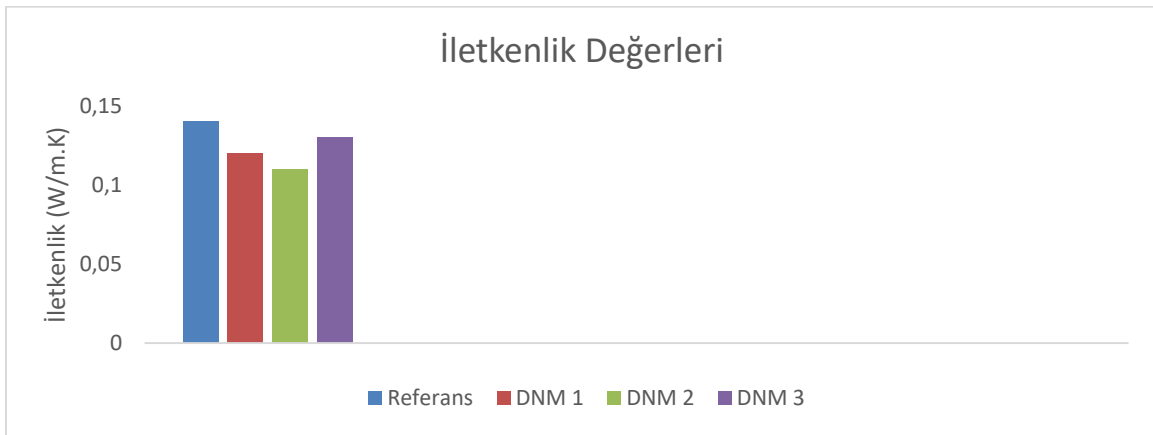 İletkenlik Değerleri
İletkenlik (W/m.K)
0,15
0,1
0,05
0
Referans DNM 1 DNM 2 DNM 3